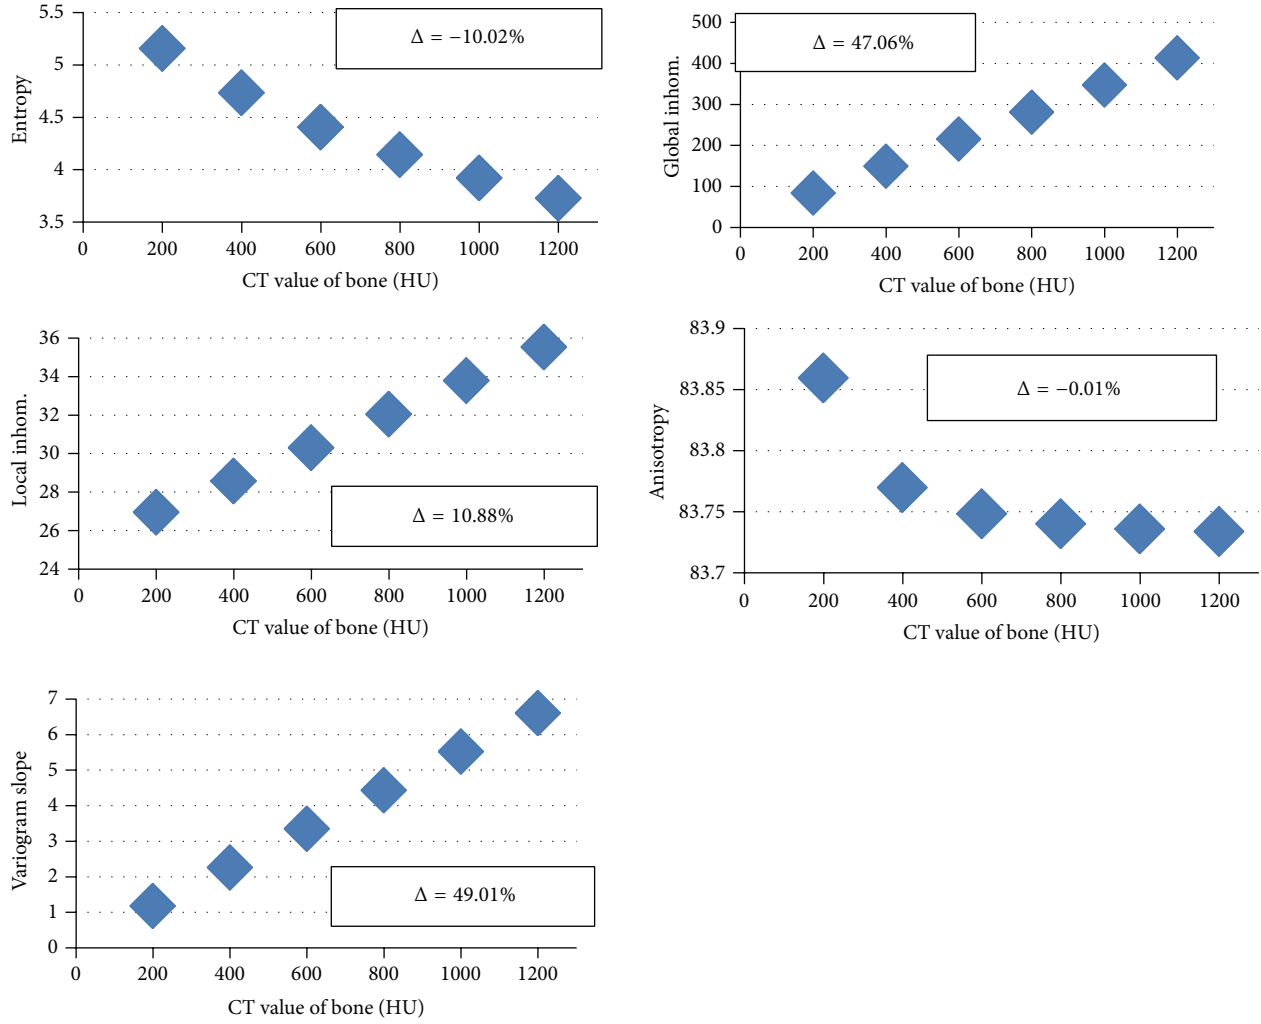 Entropy
5.5
5
4.5
4
3.5
0 200 400 600 800 1000 1200
CT value of bone (HU)
Δ = −10.02%
Global inhom.
500
400
300
200
100
0
0 200 400 600 800 1000 1200
CT value of bone (HU)
Δ = 47.06%
Local inhom.
36
34
32
30
28
26
24
0 200 400 600 800 1000 1200
CT value of bone (HU)
Δ = 10.88%
Anisotropy
83.9
83.85
83.8
83.75
83.7
0 200 400 600 800 1000 1200
CT value of bone (HU)
Δ = −0.01%
Variogram slope
7
6
5
4
3
2
1
0
0 200 400 600 800 1000 1200
CT value of bone (HU)
Δ = 49.01%